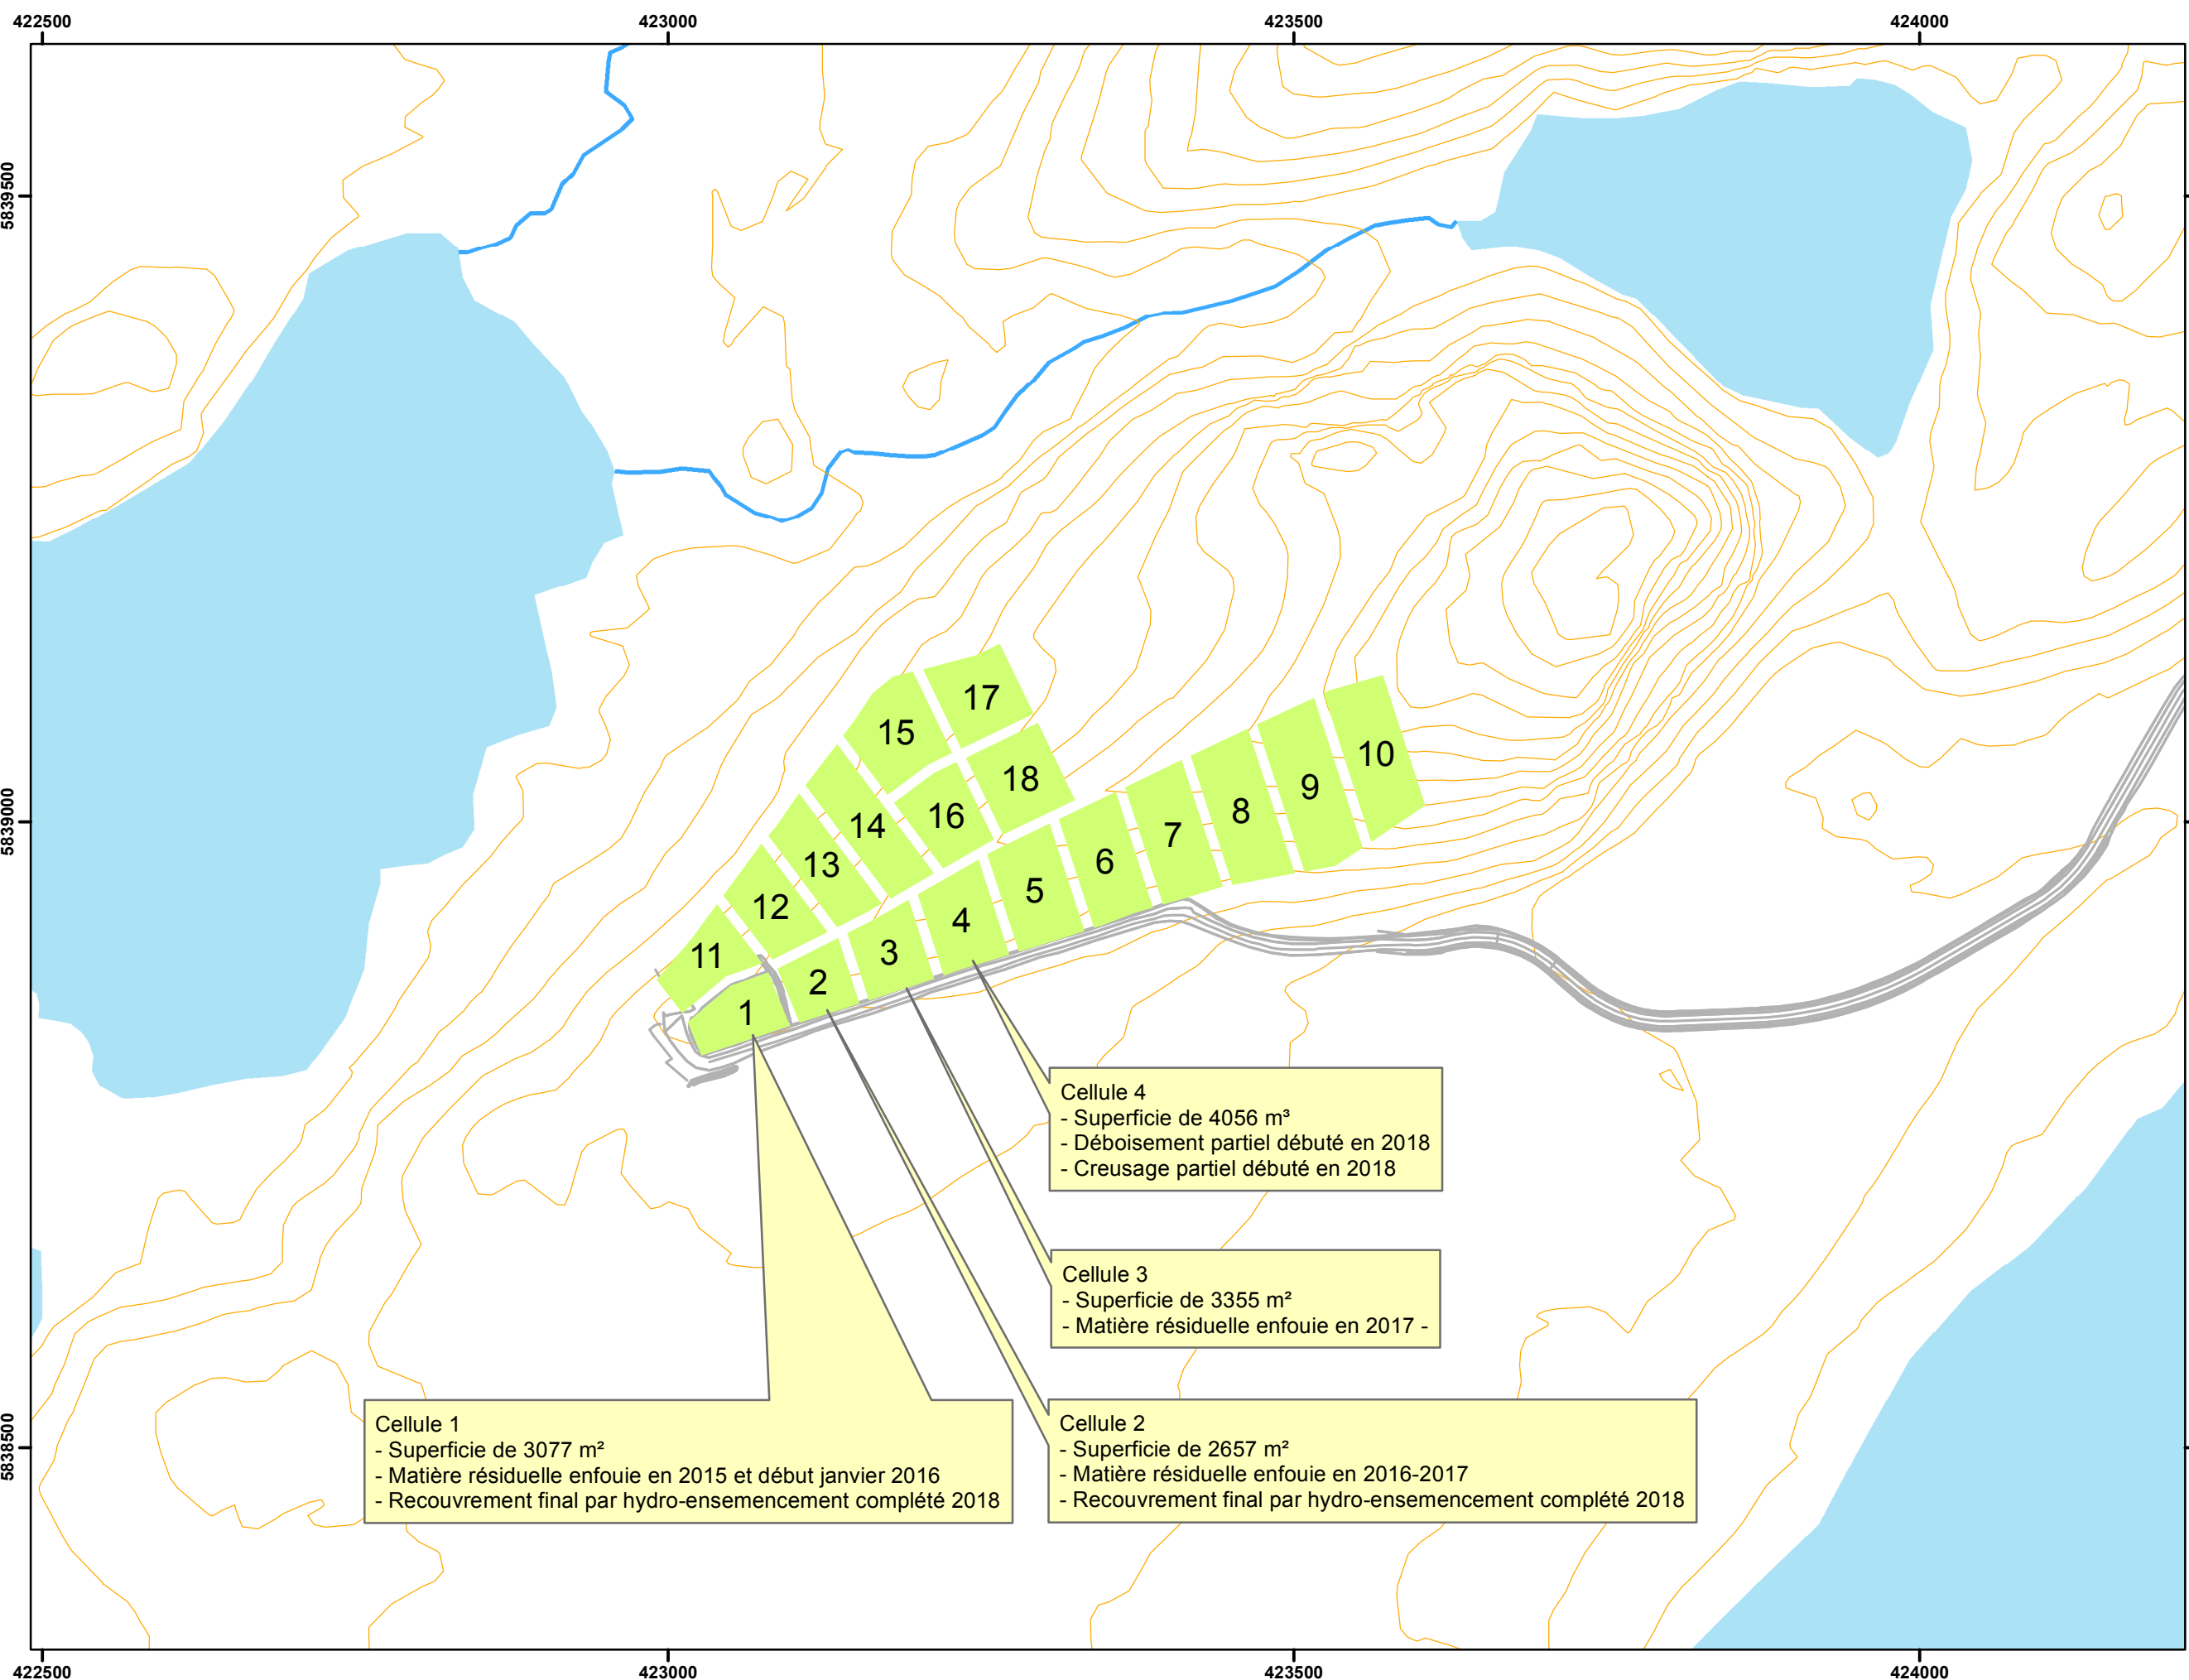 422500
423000
423500
424000
5839500
5839000
5838500
17
15
10
18
9
14
16
8
7
13
6
5
12
4
11
3
2
1
Cellule 4
- Superficie de 4056 m³
- Déboisement partiel débuté en 2018
- Creusage partiel débuté en 2018
Cellule 3
- Superficie de 3355 m²
- Matière résiduelle enfouie en 2017 -
Cellule 1
- Superficie de 3077 m²
- Matière résiduelle enfouie en 2015 et début janvier 2016
- Recouvrement final par hydro-ensemencement complété 2018
Cellule 2
- Superficie de 2657 m²
- Matière résiduelle enfouie en 2016-2017
- Recouvrement final par hydro-ensemencement complété 2018
422500
423000
423500
424000